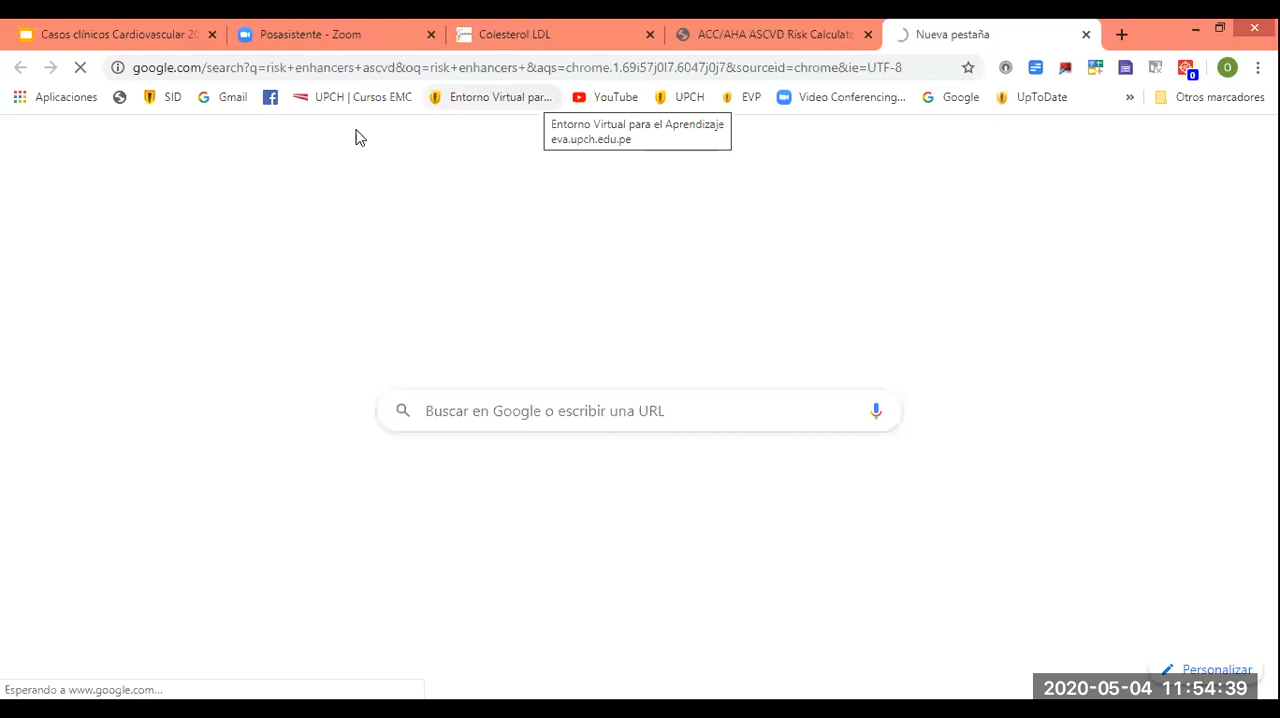 Casos clínicos Cardiovascular 20
Posasistente - Zoom
Colesterol LDL
ACC/AHA ASCVD Risk Calculato
Nueva pestaña
google.com/search?q=risk+enhancers+ascvd&oq=risk+enhancers+&aqs=chrome.1.69i57j0l7.6047j0j7&sourceid=chrome&ie=UTF-8
0
O
Aplicaciones
SID
Gmail
UPCH | Cursos EMC
Entorno Virtual par...
YouTube
UPCH
EVP
Video Conferencing,...
Google
UpToDate
»
Otros marcadores
Entorno Virtual para el Aprendizaje
eva.upch.edu.pe
Buscar en Google o escribir una URL
Personalizar
Esperando a www.google.com...
2020-05-04 11:54:39